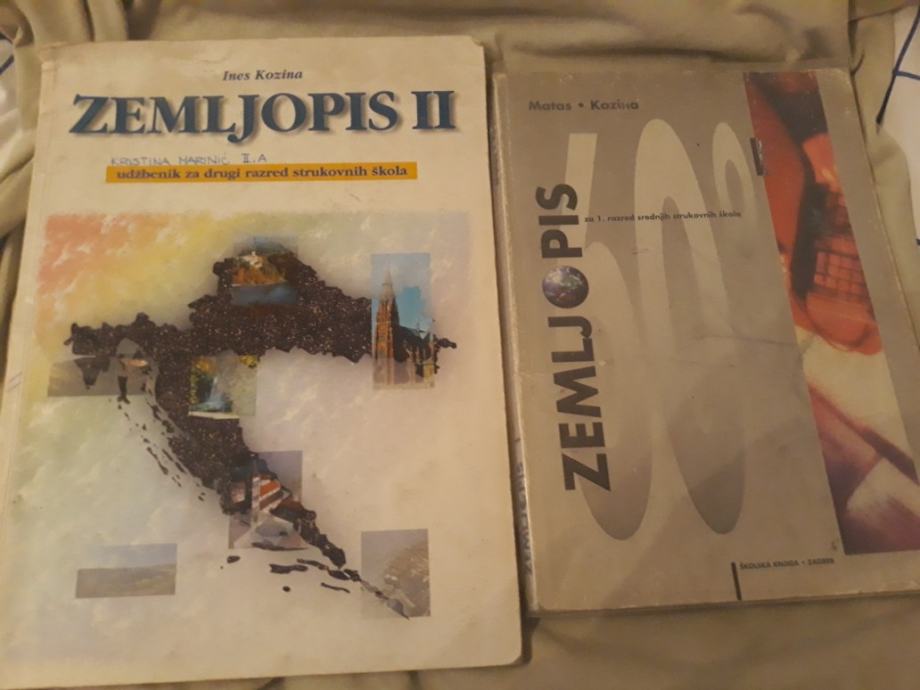 Ines Kozina
ZEMLJOPIS II
KRISTINA MARINIĆ II.A
udžbenik za drugi razred strukovnih škola
Matas • Kozina
za 1. razred srednjih strukovnih škola
ZEMLJOPIS
ŠKOLSKA KNJIGA • ZAGREB
ZEMLJOPIS